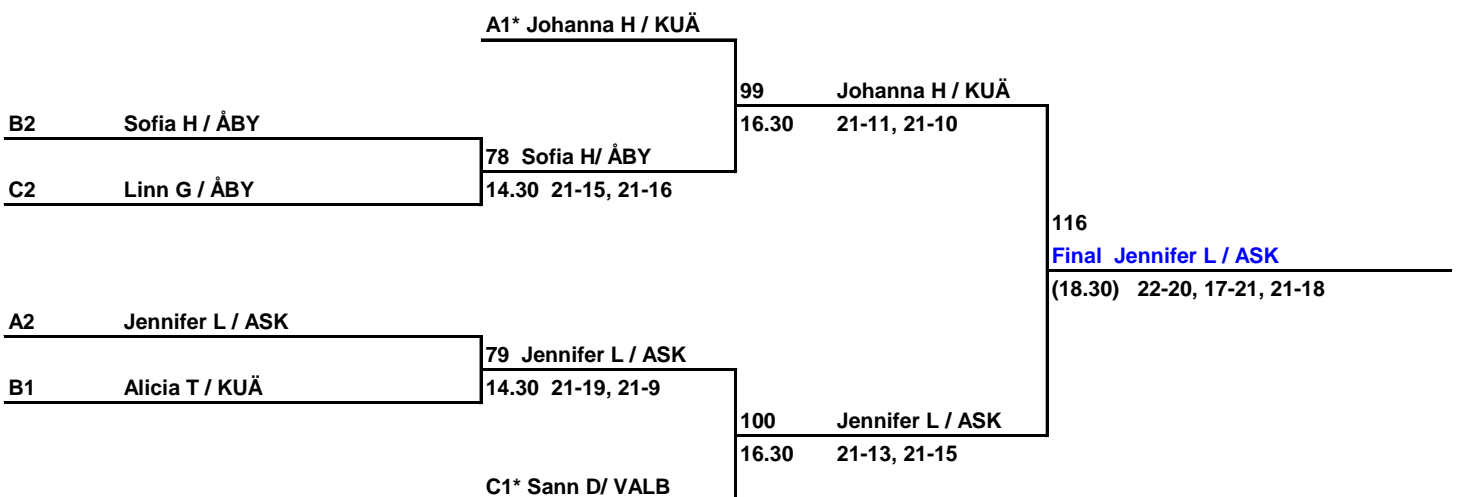 A1* Johanna H / KUÄ
99 Johanna H / KUÄ
B2 Sofia H / ÅBY
16.30 21-11, 21-10
78 Sofia H/ ÅBY
C2 Linn G / ÅBY
14.30 21-15, 21-16
116
Final Jennifer L / ASK
(18.30) 22-20, 17-21, 21-18
A2 Jennifer L / ASK
79 Jennifer L / ASK
B1 Alicia T / KUÄ
14.30 21-19, 21-9
100 Jennifer L / ASK
16.30 21-13, 21-15
C1* Sann D/ VALB